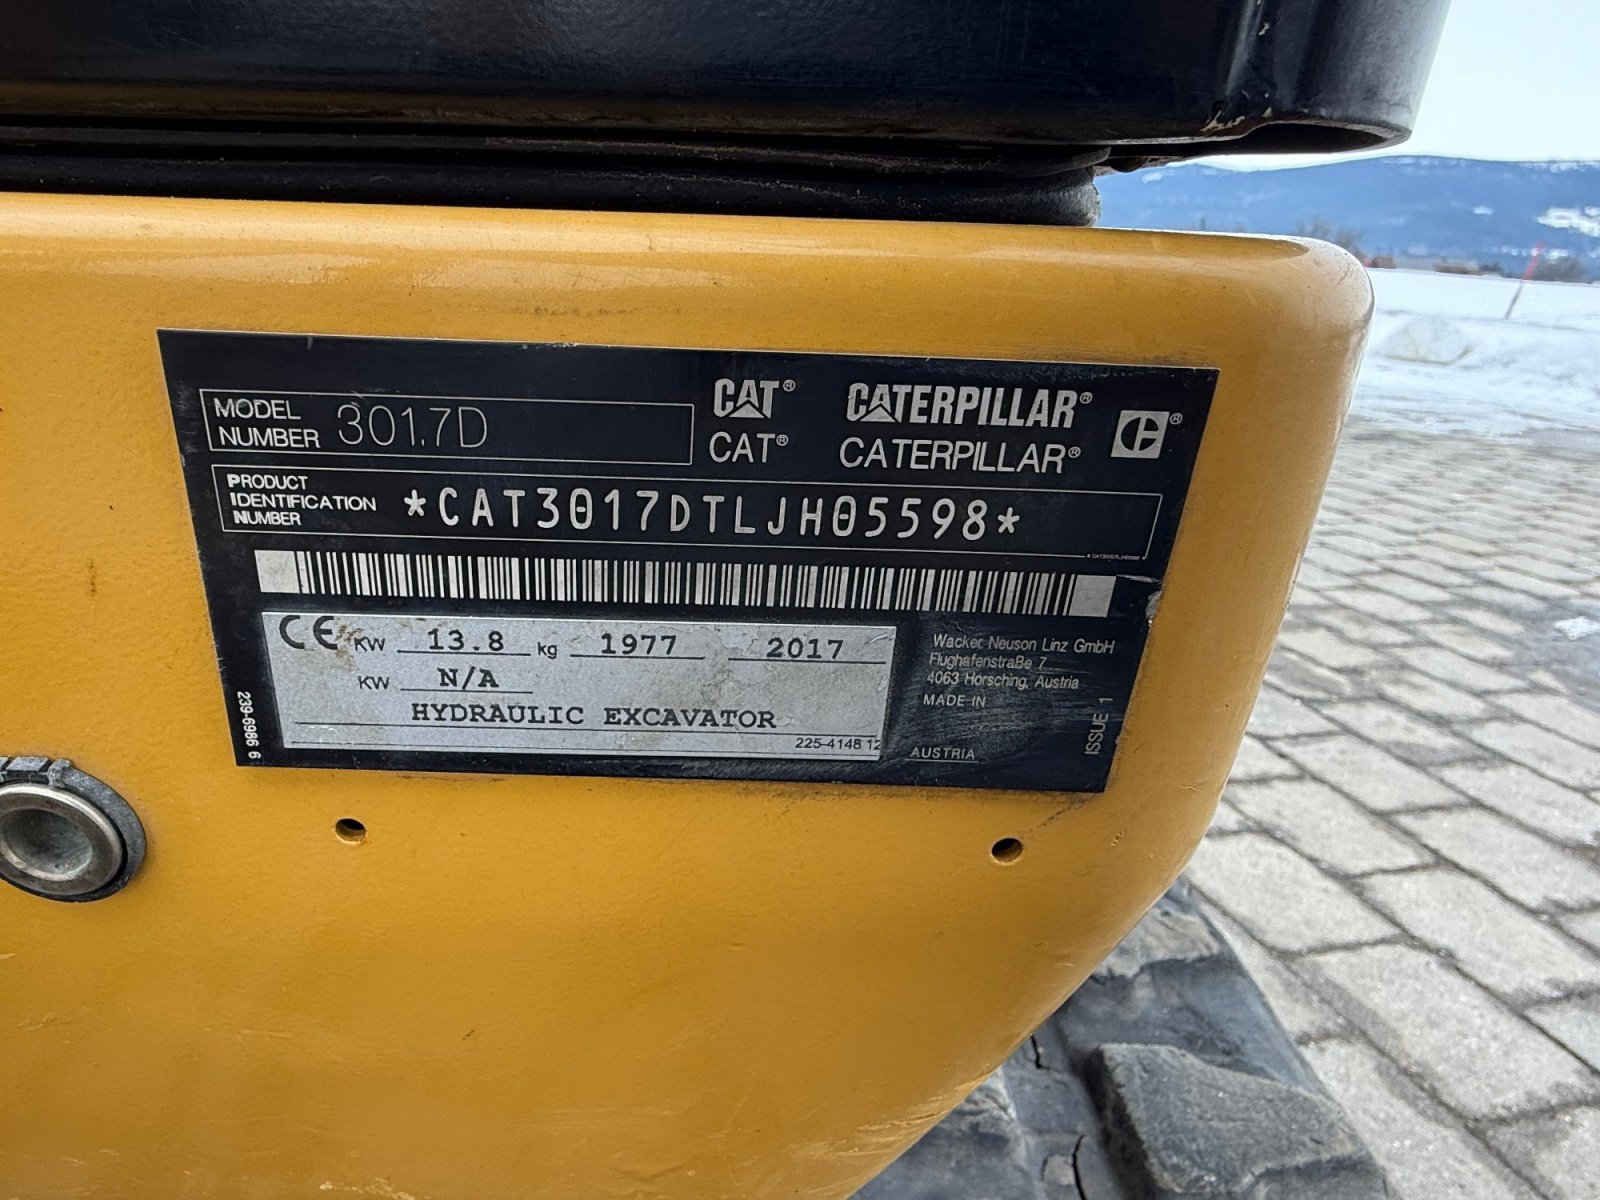 MODEL
NUMBER 301.7D
CAT® CATERPILLAR®
CAT® CATERPILLAR®
PRODUCT
IDENTIFICATION
NUMBER
*CAT3017DTLJH05598*
CE KW 13.8 kg 1977 2017
KW N/A
HYDRAULIC EXCAVATOR
225-4148 12
239-6986 6
Wacker Neuson Linz GmbH
Flughafenstraße 7
4063 Horsching, Austria
MADE IN
AUSTRIA
ISSUE 1